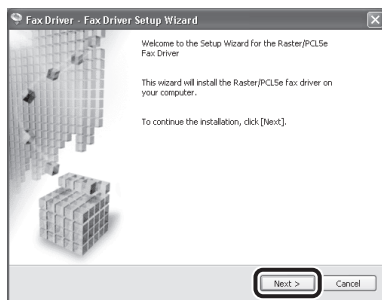 Fax Driver - Fax Driver Setup Wizard
Welcome to the Setup Wizard for the Raster/PCL5e
Fax Driver
This wizard will install the Raster/PCL5e fax driver on
your computer.
To continue the installation, click [Next].
Next >
Cancel